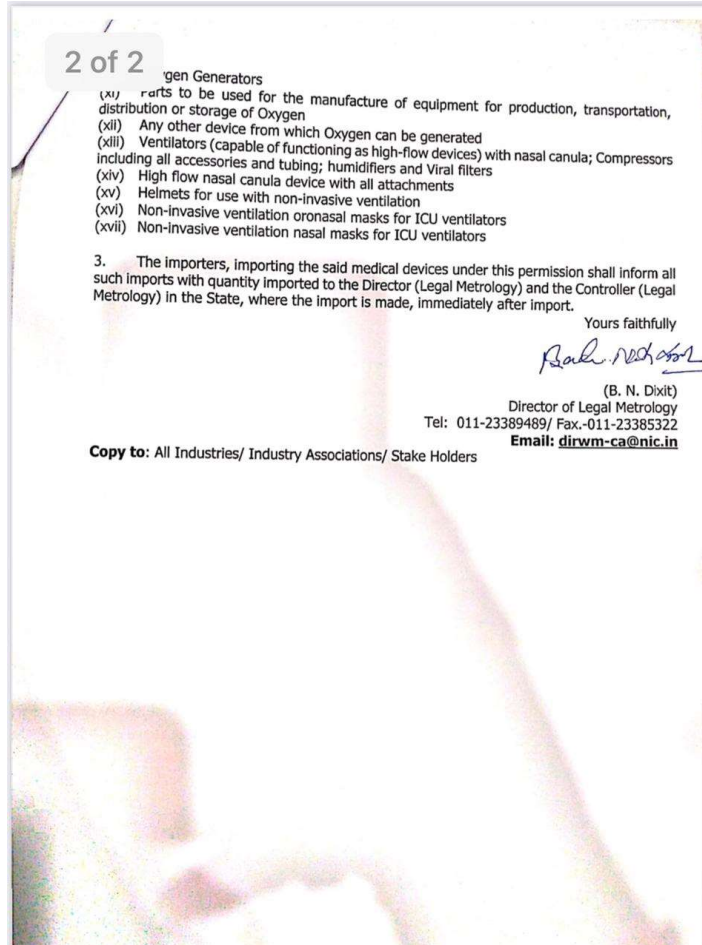 2 of 2
ygen Generators
(xi) Parts to be used for the manufacture of equipment for production, transportation,
distribution or storage of Oxygen
(xii) Any other device from which Oxygen can be generated
(xiii) Ventilators (capable of functioning as high-flow devices) with nasal canula; Compressors
including all accessories and tubing; humidifiers and Viral filters
(xiv) High flow nasal canula device with all attachments
(xv) Helmets for use with non-invasive ventilation
(xvi) Non-invasive ventilation oronasal masks for ICU ventilators
(xvii) Non-invasive ventilation nasal masks for ICU ventilators
3. The importers, importing the said medical devices under this permission shall inform all
such imports with quantity imported to the Director (Legal Metrology) and the Controller (Legal
Metrology) in the State, where the import is made, immediately after import.
Yours faithfully
(B. N. Dixit)
Director of Legal Metrology
Tel: 011-23389489/ Fax.-011-23385322
Email: dirwm-ca@nic.in
Copy to: All Industries/ Industry Associations/ Stake Holders